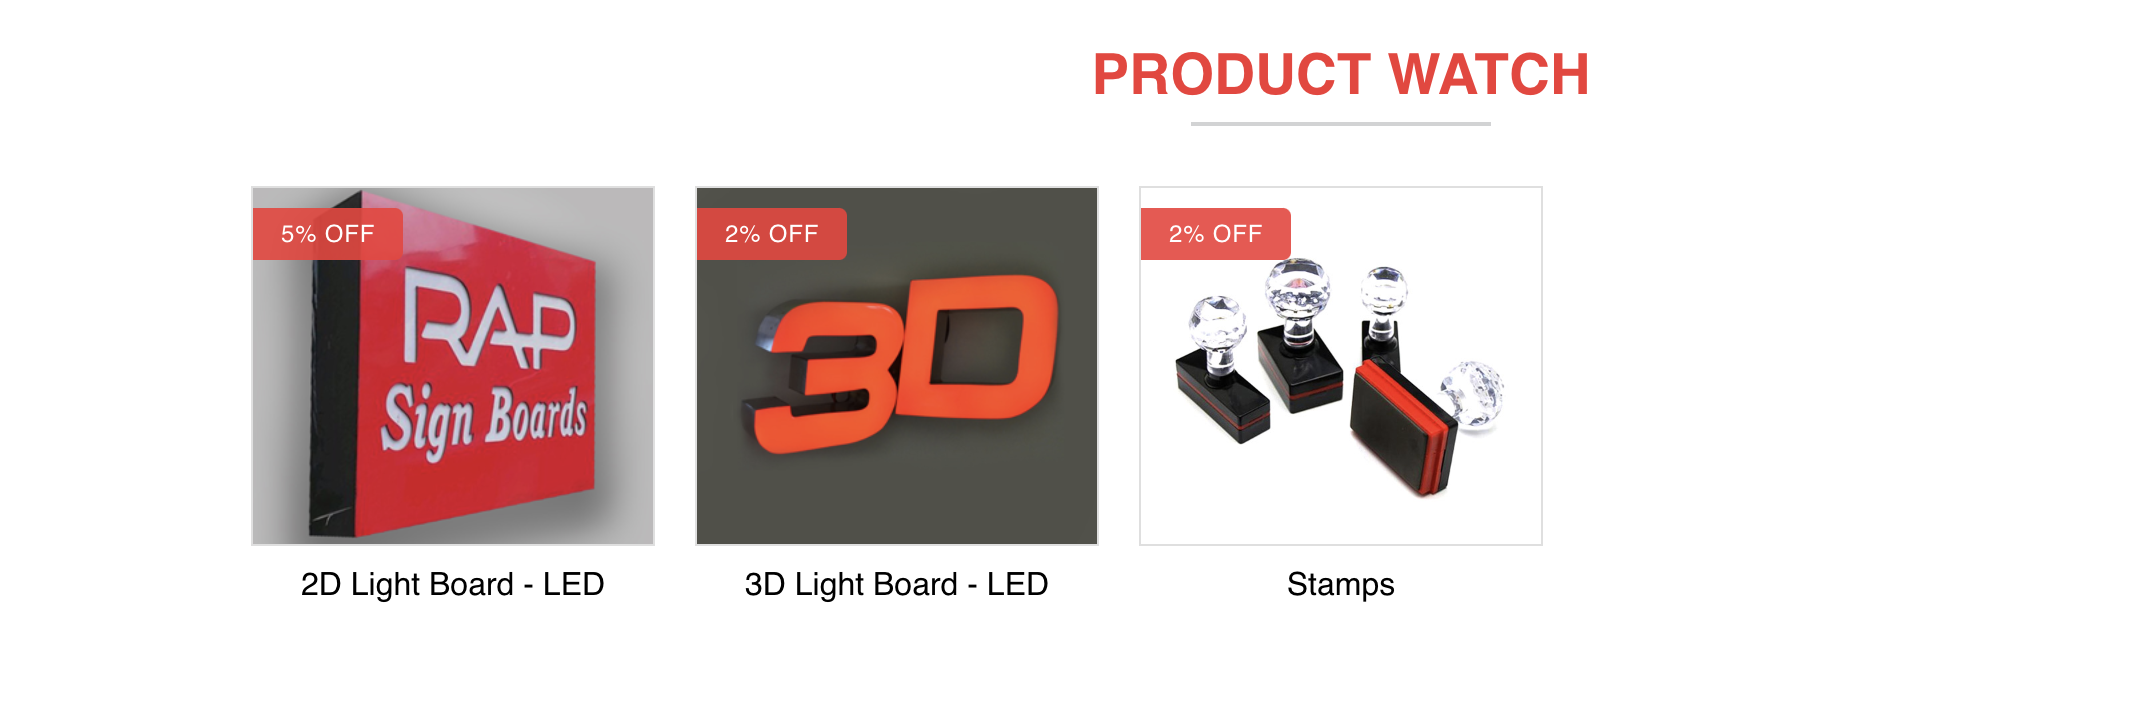 PRODUCT WATCH
5% OFF
RAP
Sign Boards
2D Light Board - LED
2% OFF
3D
3D Light Board - LED
2% OFF
Stamps